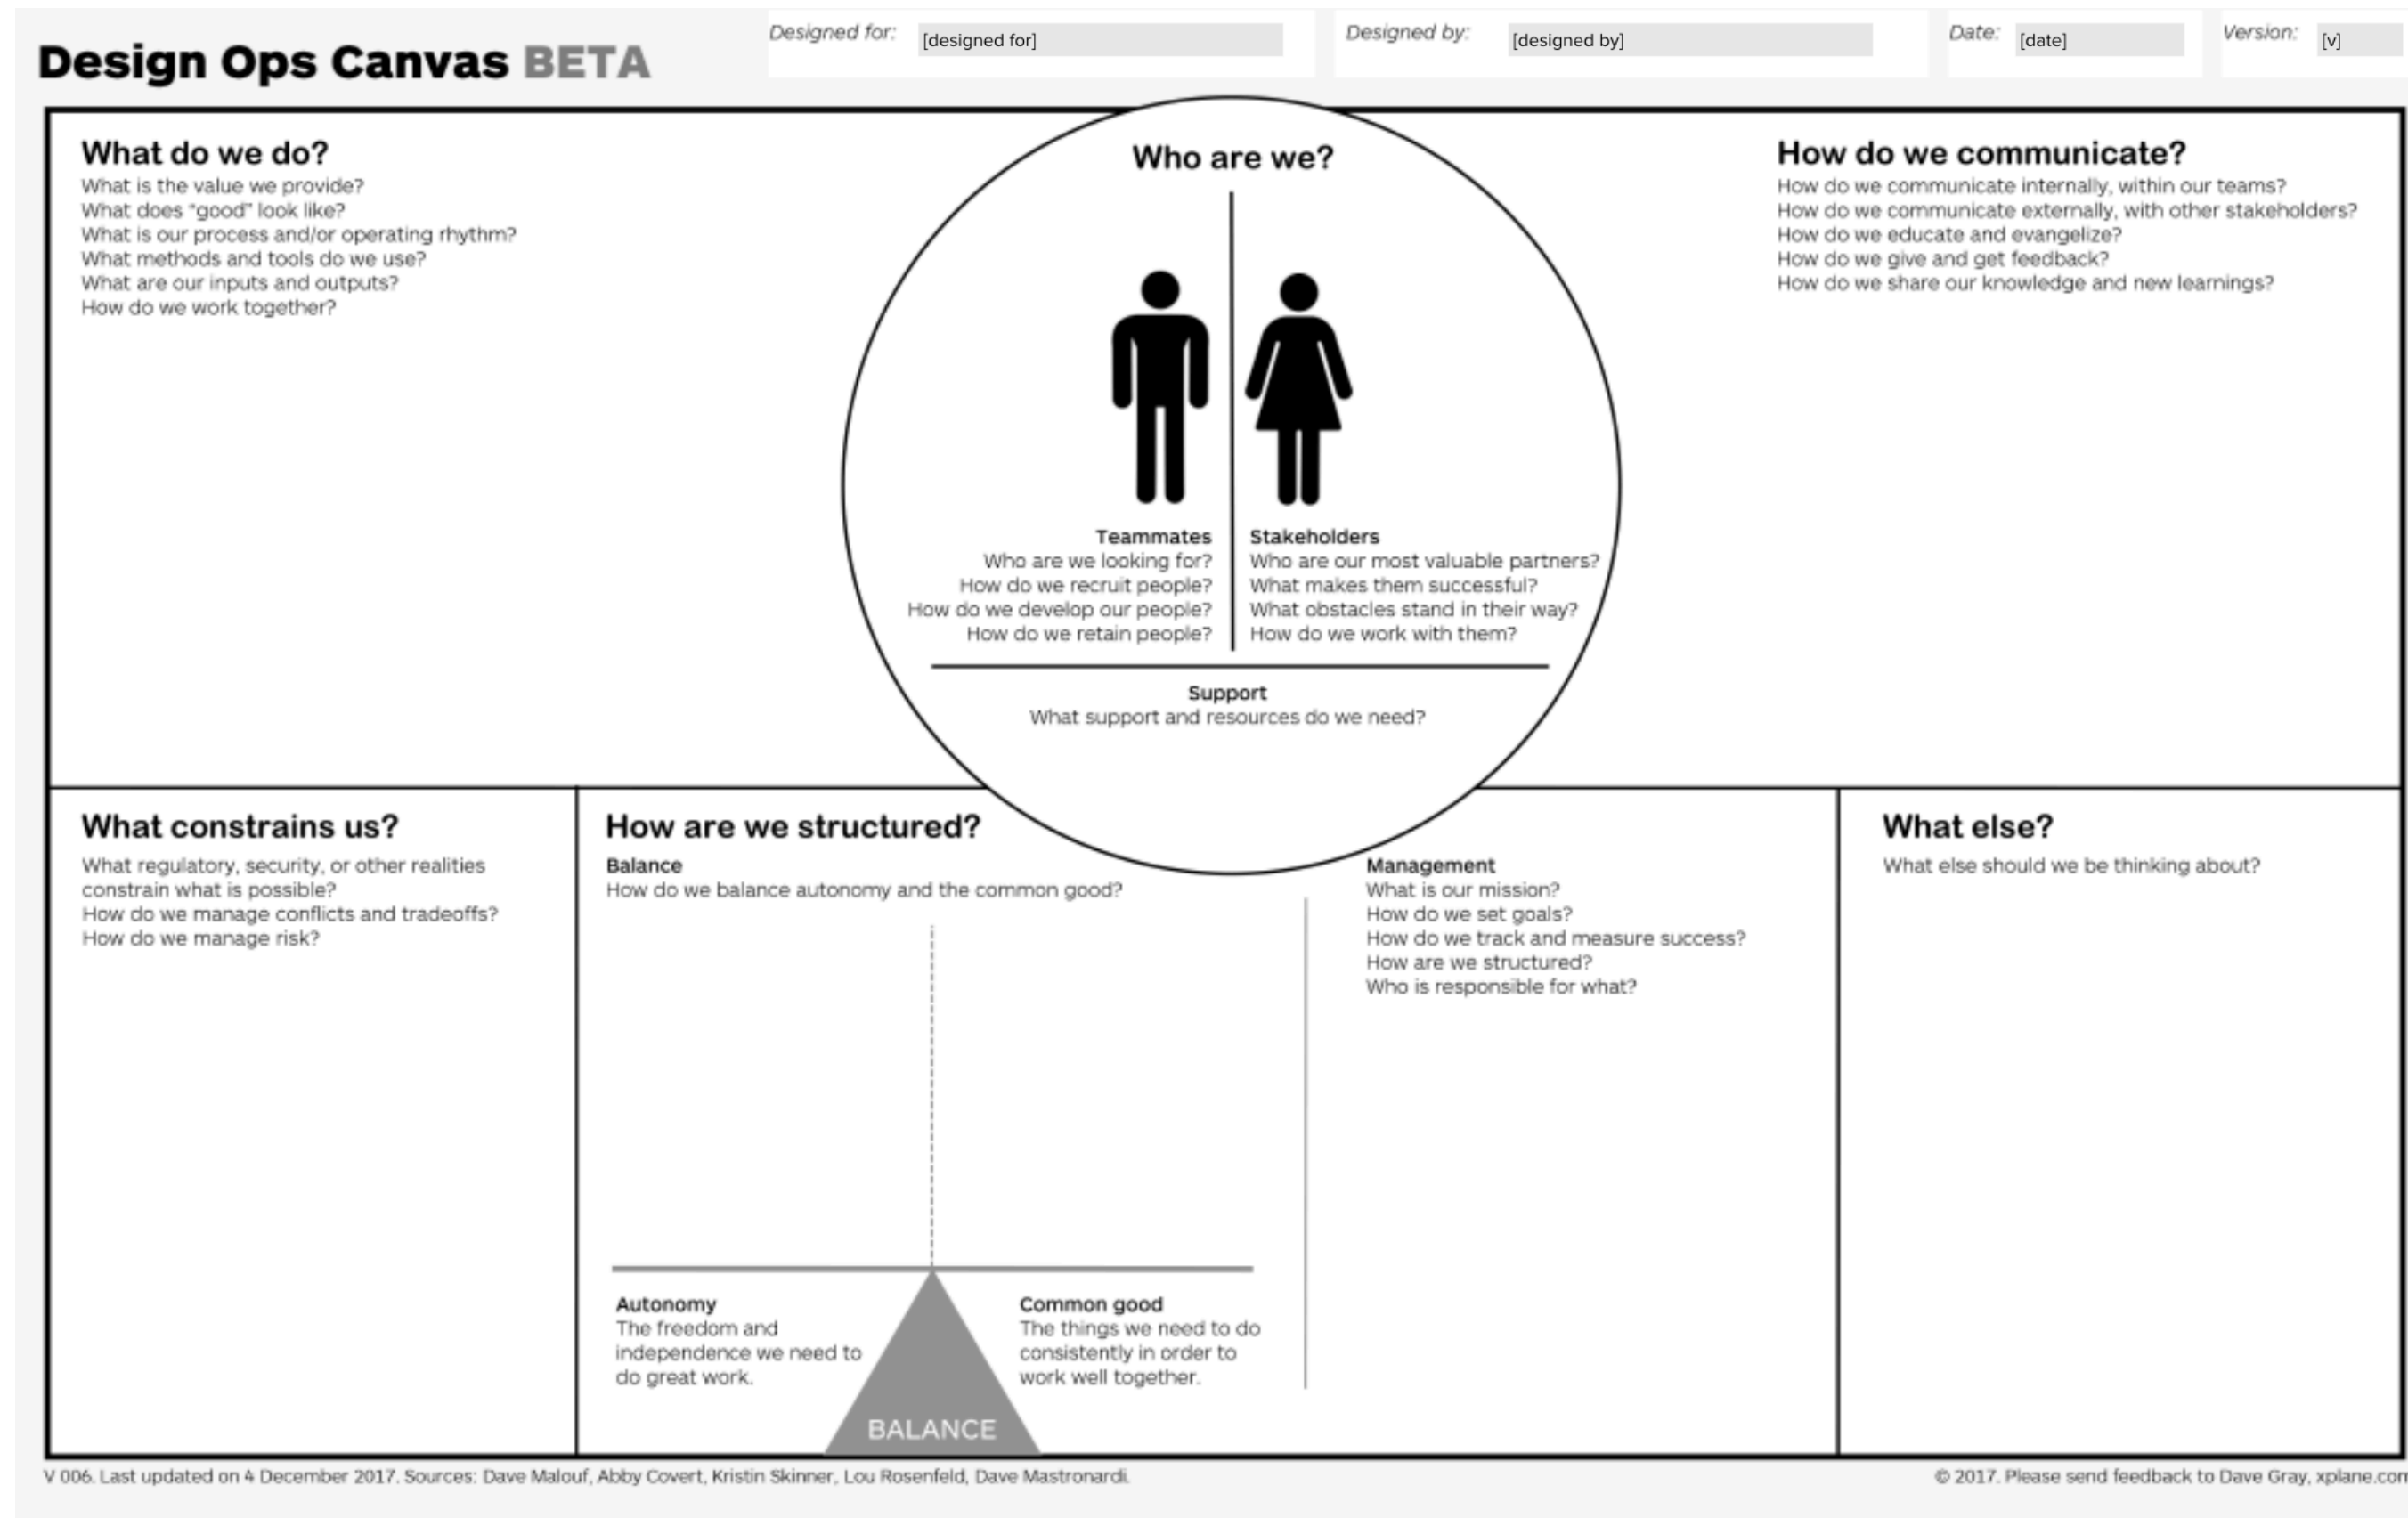 Design Ops Canvas BETA
Designed for: [designed for]
Designed by: [designed by]
Date: [date]
Version: [v]
What do we do?
What is the value we provide?
What does "good" look like?
What is our process and/or operating rhythm?
What methods and tools do we use?
What are our inputs and outputs?
How do we work together?
Who are we?
Teammates
Who are we looking for?
How do we recruit people?
How do we develop our people?
How do we retain people?
Stakeholders
Who are our most valuable partners?
What makes them successful?
What obstacles stand in their way?
How do we work with them?
Support
What support and resources do we need?
How do we communicate?
How do we communicate internally, within our teams?
How do we communicate externally, with other stakeholders?
How do we educate and evangelize?
How do we give and get feedback?
How do we share our knowledge and new learnings?
What constrains us?
What regulatory, security, or other realities
constrain what is possible?
How do we manage conflicts and tradeoffs?
How do we manage risk?
How are we structured?
Balance
How do we balance autonomy and the common good?
Autonomy
The freedom and
independence we need to
do great work.
BALANCE
Common good
The things we need to do
consistently in order to
work well together.
Management
What is our mission?
How do we set goals?
How do we track and measure success?
How are we structured?
Who is responsible for what?
What else?
What else should we be thinking about?
V 006. Last updated on 4 December 2017. Sources: Dave Malouf, Abby Covert, Kristin Skinner, Lou Rosenfeld, Dave Mastronardi.
© 2017. Please send feedback to Dave Gray, xplane.com